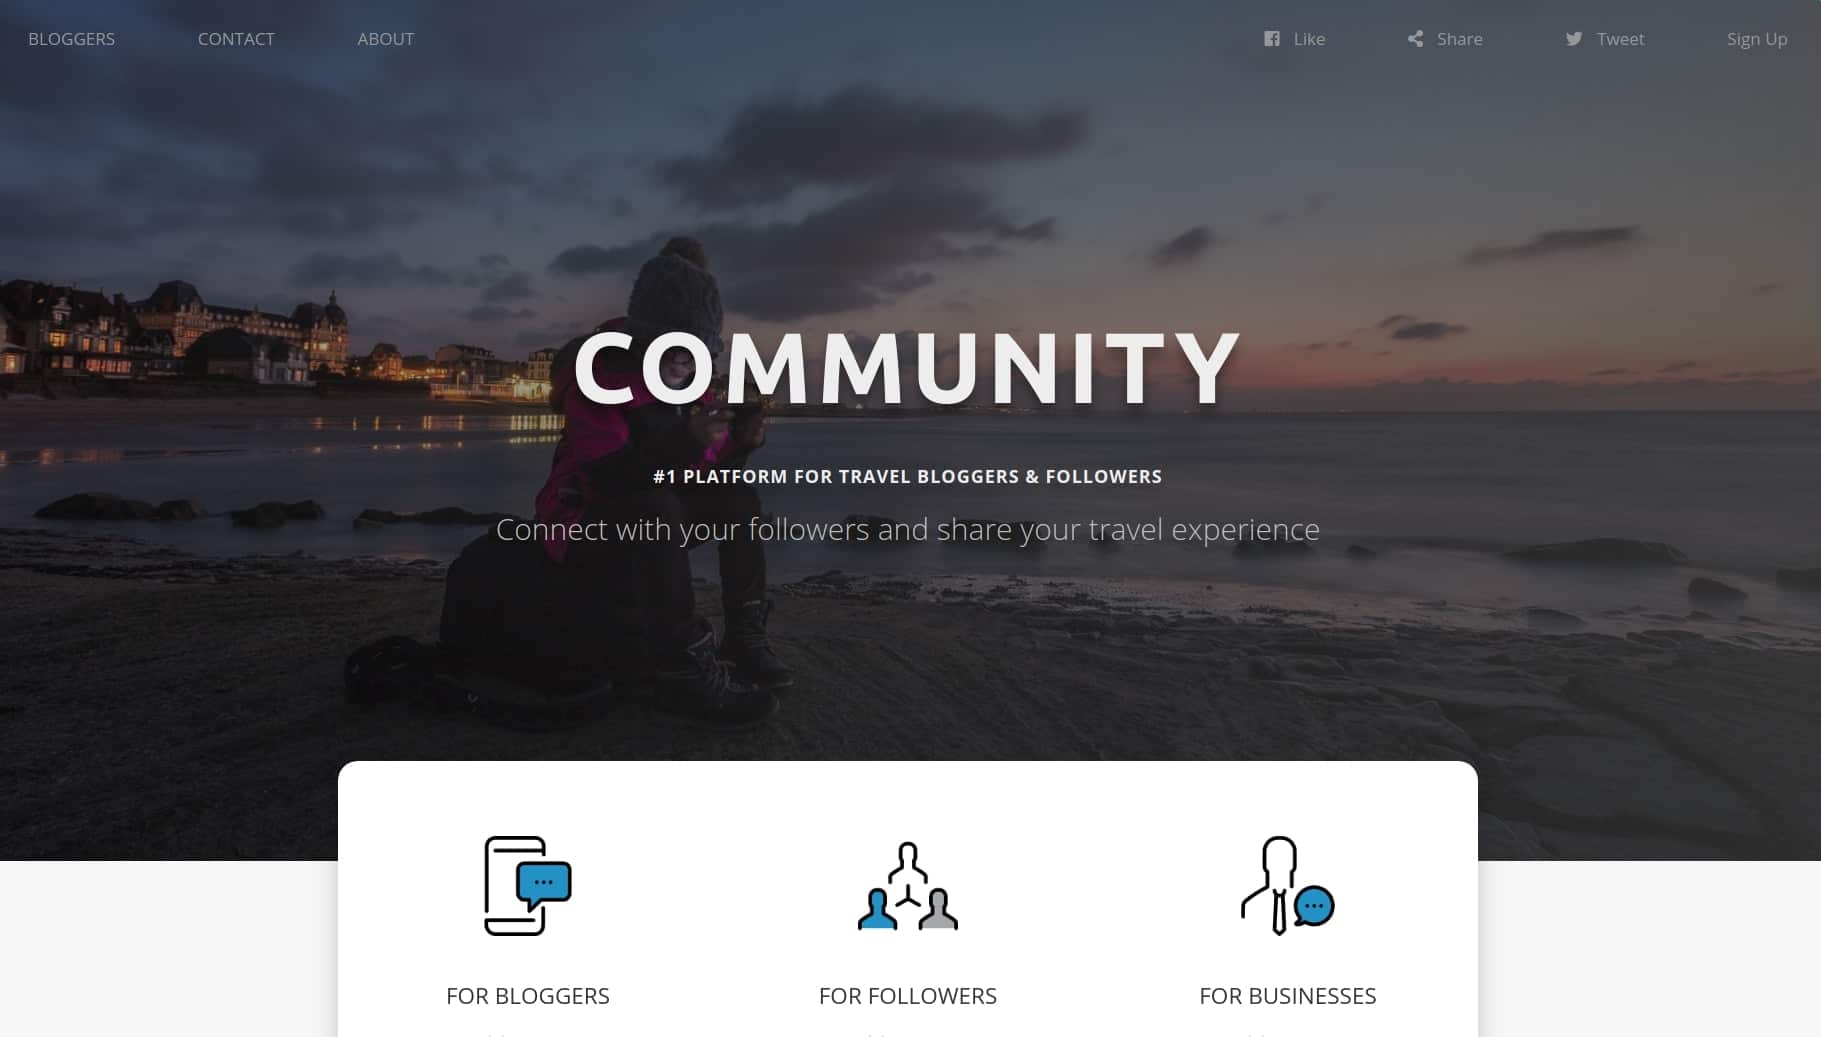 BLOGGERS CONTACT ABOUT Like Share Tweet Sign Up
COMMUNITY
#1 PLATFORM FOR TRAVEL BLOGGERS & FOLLOWERS
Connect with your followers and share your travel experience
FOR BLOGGERS FOR FOLLOWERS FOR BUSINESSES